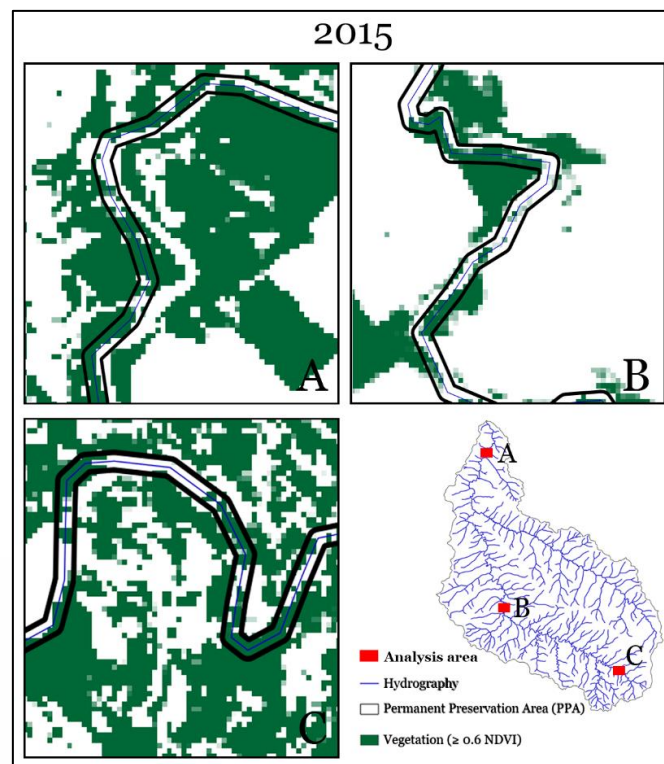 2015
A
B
C
A
B
C
Analysis area
Hydrography
Permanent Preservation Area (PPA)
Vegetation (≥ 0.6 NDVI)